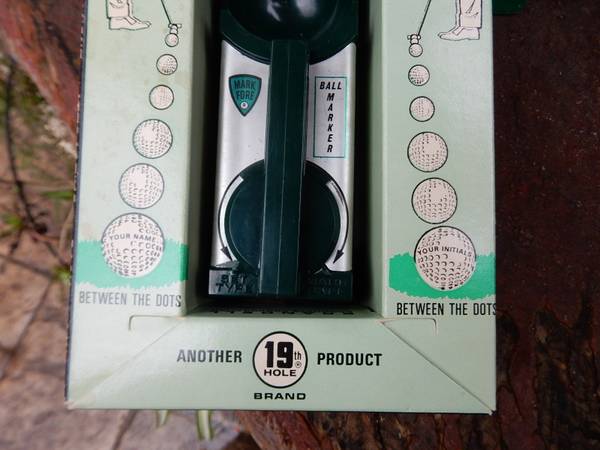 MARK
FORE
BALL
MARKER
YOUR NAME
BETWEEN THE DOTS
YOUR INITIALS
BETWEEN THE DOTS
ANOTHER 19th HOLE ® PRODUCT
BRAND